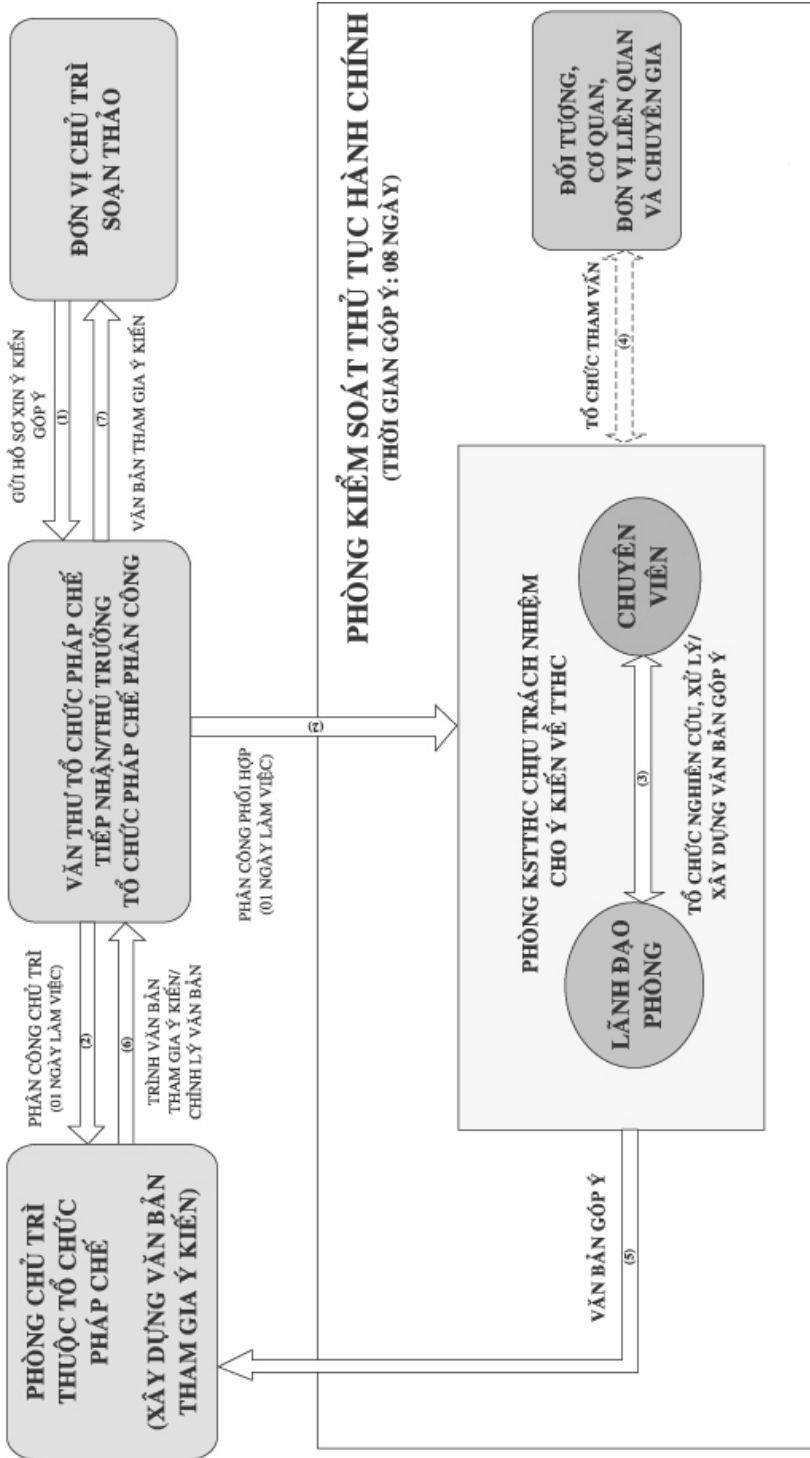 PHÒNG CHỦ TRÌ
THUỘC TỔ CHỨC
PHÁP CHẾ
(XÂY DỰNG VĂN BẢN
THAM GIA Ý KIẾN)
PHÂN CÔNG CHỦ TRÌ
(01 NGÀY LÀM VIỆC)
(2)
(6)
TRÌNH VĂN BẢN
THAM GIA Ý KIẾN/
CHỈNH LÝ VĂN BẢN
VĂN THƯ TỔ CHỨC PHÁP CHẾ
TIẾP NHẬN/THỦ TRƯỞNG
TỔ CHỨC PHÁP CHẾ PHÂN CÔNG
GỬI HỒ SƠ XIN Ý KIẾN
GÓP Ý
(1)
(7)
VĂN BẢN THAM GIA Ý KIẾN
ĐƠN VỊ CHỦ TRÌ
SOẠN THẢO
PHÂN CÔNG PHỐI HỢP
(01 NGÀY LÀM VIỆC)
(2)
PHÒNG KIỂM SOÁT THỦ TỤC HÀNH CHÍNH
(THỜI GIAN GÓP Ý: 08 NGÀY)
PHÒNG KSTTHC CHỊU TRÁCH NHIỆM
CHO Ý KIẾN VỀ TTHC
LÃNH ĐẠO
PHÒNG
(3)
CHUYÊN
VIÊN
TỔ CHỨC NGHIÊN CỨU, XỬ LÝ/
XÂY DỰNG VĂN BẢN GÓP Ý
TỔ CHỨC THAM VẤN
(4)
ĐỐI TƯỢNG,
CƠ QUAN,
ĐƠN VỊ LIÊN QUAN
VÀ CHUYÊN GIA
VĂN BẢN GÓP Ý
(5)